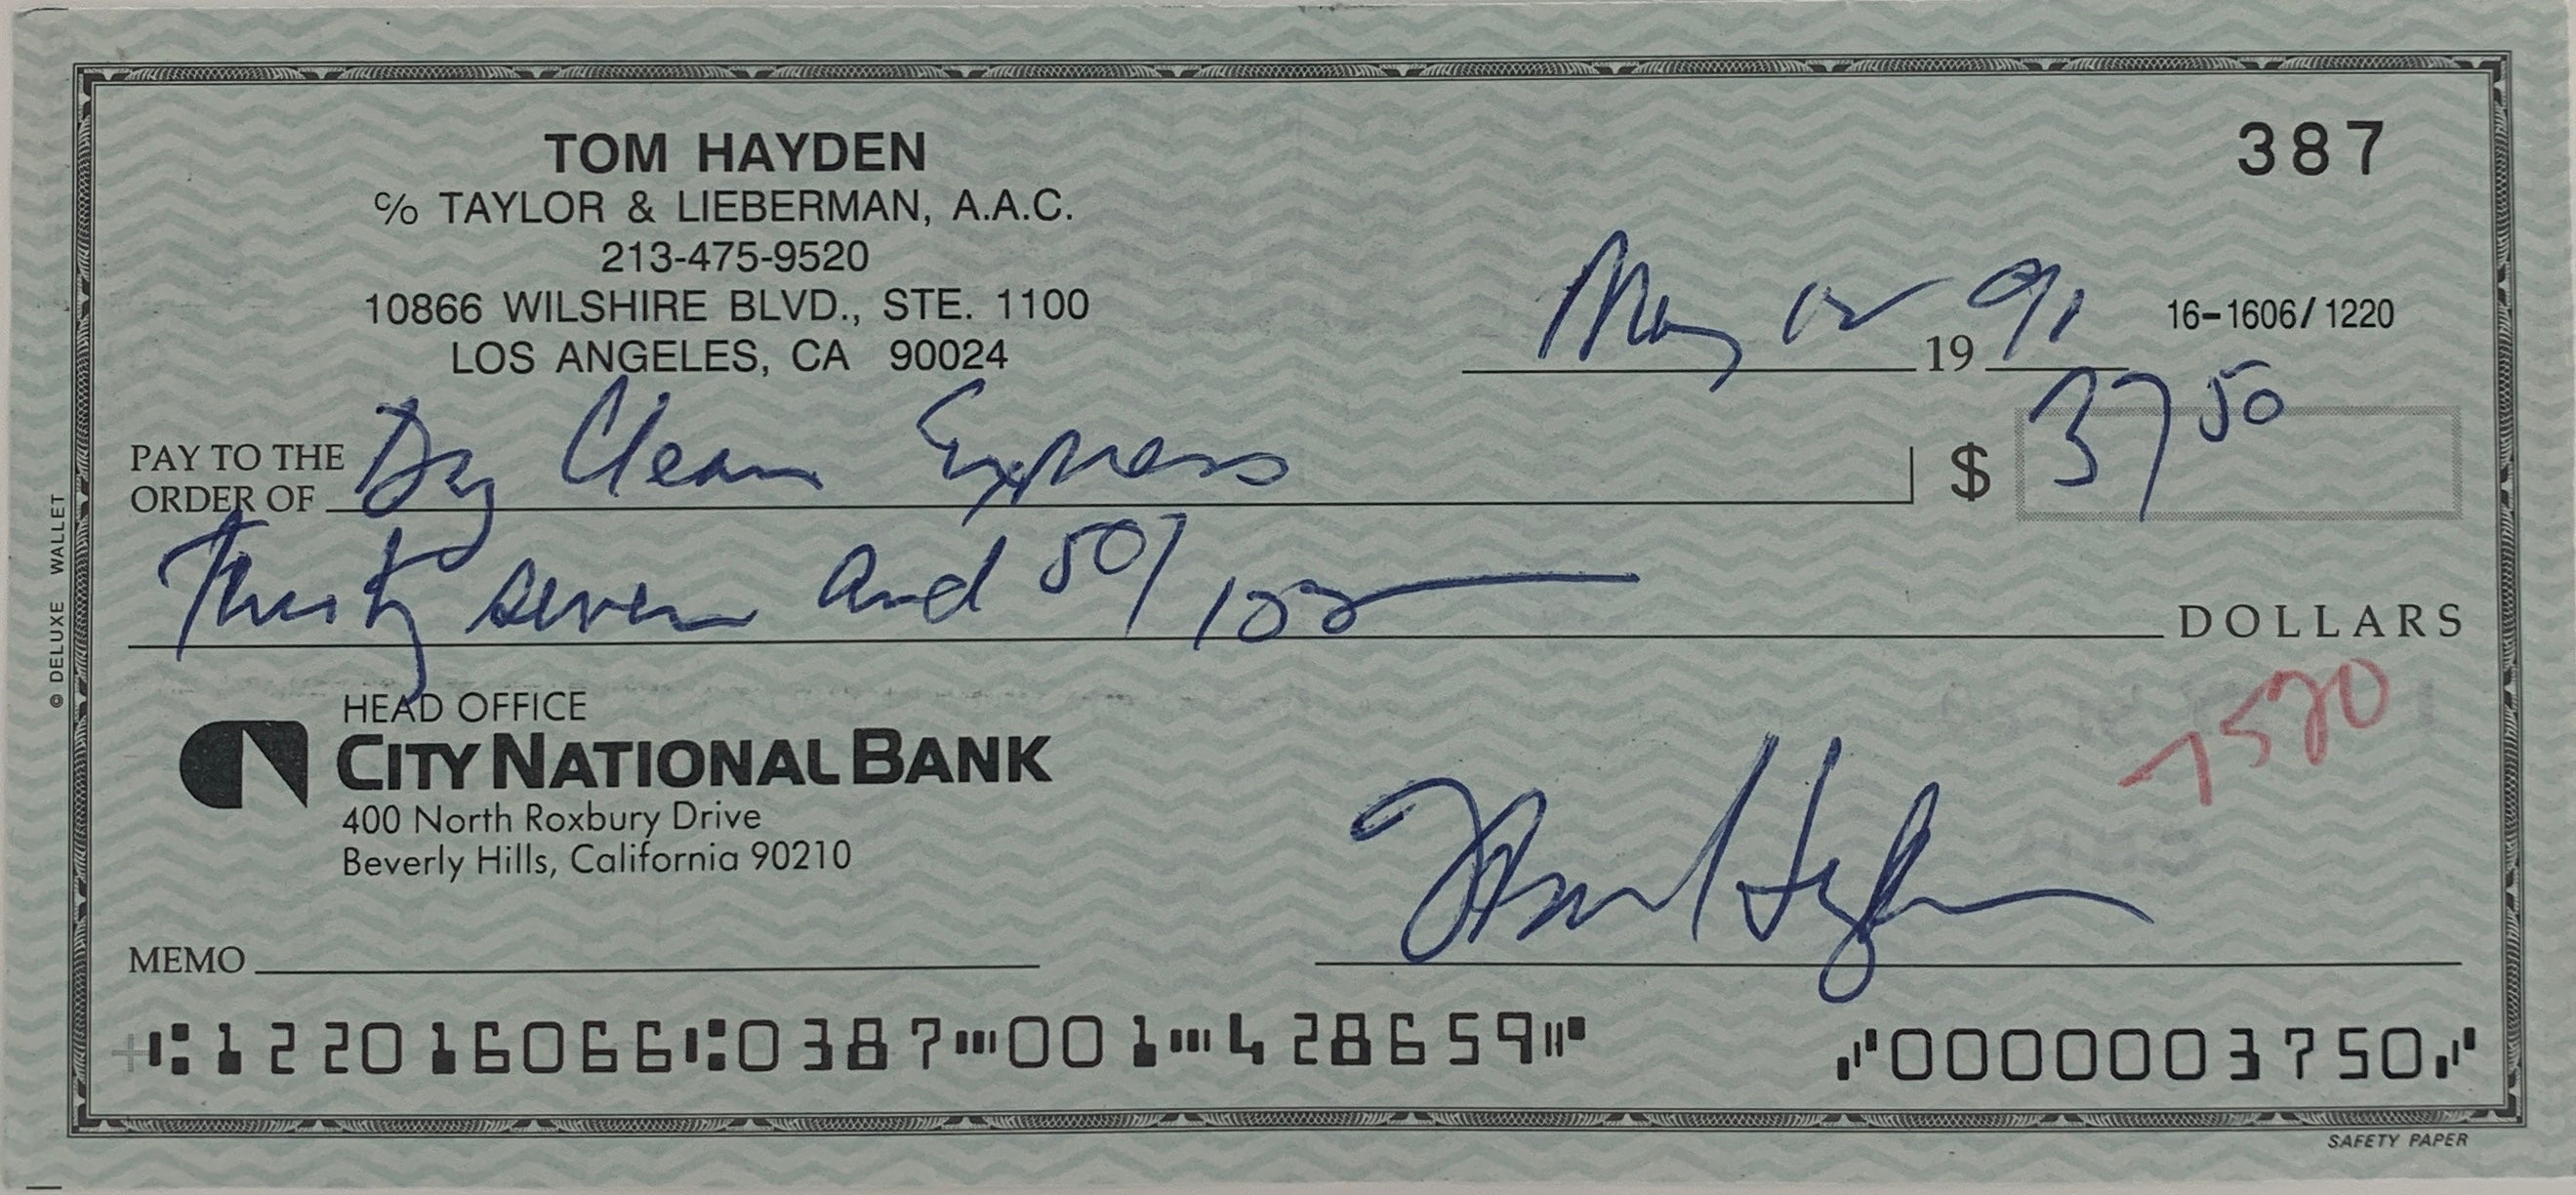 TOM HAYDEN
℅ TAYLOR & LIEBERMAN, A.A.C.
213-475-9520
10866 WILSHIRE BLVD., STE. 1100
LOS ANGELES, CA 90024
387
May 12 19 91
16-1606/1220
PAY TO THE
ORDER OF Dry Clean Express $ 37 50
Thirty seven and 50/100 DOLLARS
HEAD OFFICE
CITY NATIONAL BANK
400 North Roxbury Drive
Beverly Hills, California 90210
7520
Tom Hayden
MEMO
⑆122016066⑆0387⑈001⑈428659⑈ ⑇0000003750⑇
© DELUXE WALLET
SAFETY PAPER